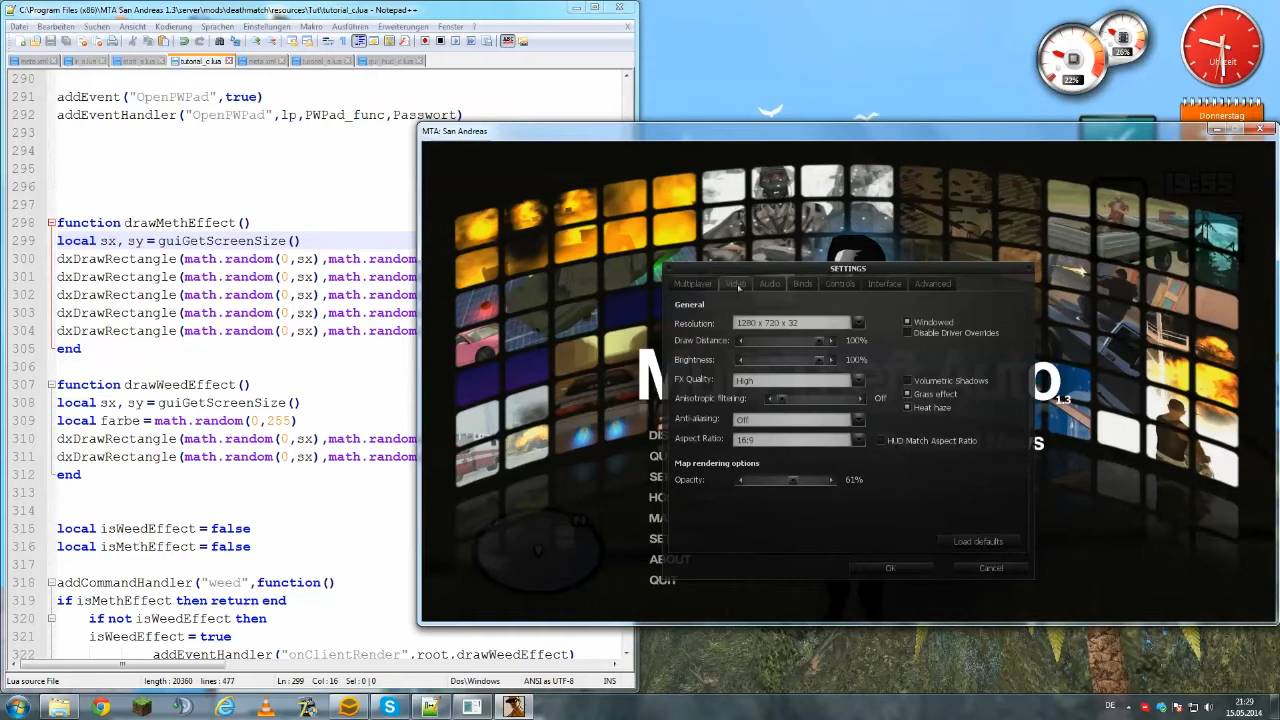 C:\Program Files (x86)\MTA San Andreas 1.3\server\mods\deathmatch\resources\Tut\tutorial_c.lua - Notepad++
Datei Bearbeiten Suchen Ansicht Kodierung Sprachen Einstellungen Makro Ausführen Erweiterungen Fenster ? X
tutorial_c.lua
290
291 addEvent("OpenPWPad",true)
292 addEventHandler("OpenPWPad",lp,PWPad_func,Passwort)
293
294
295
296
297
298 function drawMethEffect()
299 local sx, sy = guiGetScreenSize()
300 dxDrawRectangle(math.random(0,sx),math.random
301 dxDrawRectangle(math.random(0,sx),math.random
302 dxDrawRectangle(math.random(0,sx),math.random
303 dxDrawRectangle(math.random(0,sx),math.random
304 dxDrawRectangle(math.random(0,sx),math.random
305 end
306
307 function drawWeedEffect()
308 local sx, sy = guiGetScreenSize()
309 local farbe = math.random(0,255)
310 dxDrawRectangle(math.random(0,sx),math.random
311 dxDrawRectangle(math.random(0,sx),math.random
312 end
313
314
315 local isWeedEffect = false
316 local isMethEffect = false
317
318 addCommandHandler("weed",function()
319 if isMethEffect then return end
320 if not isWeedEffect then
321 isWeedEffect = true
322 addEventHandler("onClientRender",root,drawWeedEffect)
Lua source File length : 20360 lines : 477 Ln : 299 Col : 16 Sel : 0 | 0 Dos\Windows ANSI as UTF-8 INS
22%
26%
Uhrzeit
Donnerstag
MTA: San Andreas
19:55
SETTINGS
Multiplayer Video Audio Binds Controls Interface Advanced
General
Resolution: 1280 x 720 x 32
Windowed
Draw Distance: 100%
Disable Driver Overrides
Brightness: 100%
FX Quality: High
Volumetric Shadows
Grass effect
Anisotropic filtering: Off
Heat haze
Anti-aliasing: Off
Aspect Ratio: 16:9
HUD Match Aspect Ratio
Map rendering options
Opacity: 61%
Load defaults
OK Cancel
1.3
ABOUT
QUIT
DE
21:29
15.05.2014